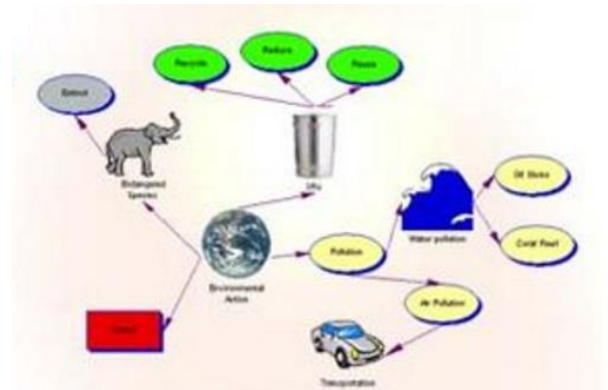 Reduce
Recycle
Reuse
Extinct
Endangered
Species
Oil Slicks
Water pollution
Coral Reef
Pollution
Environmental
Action
Air Pollution
Transportation